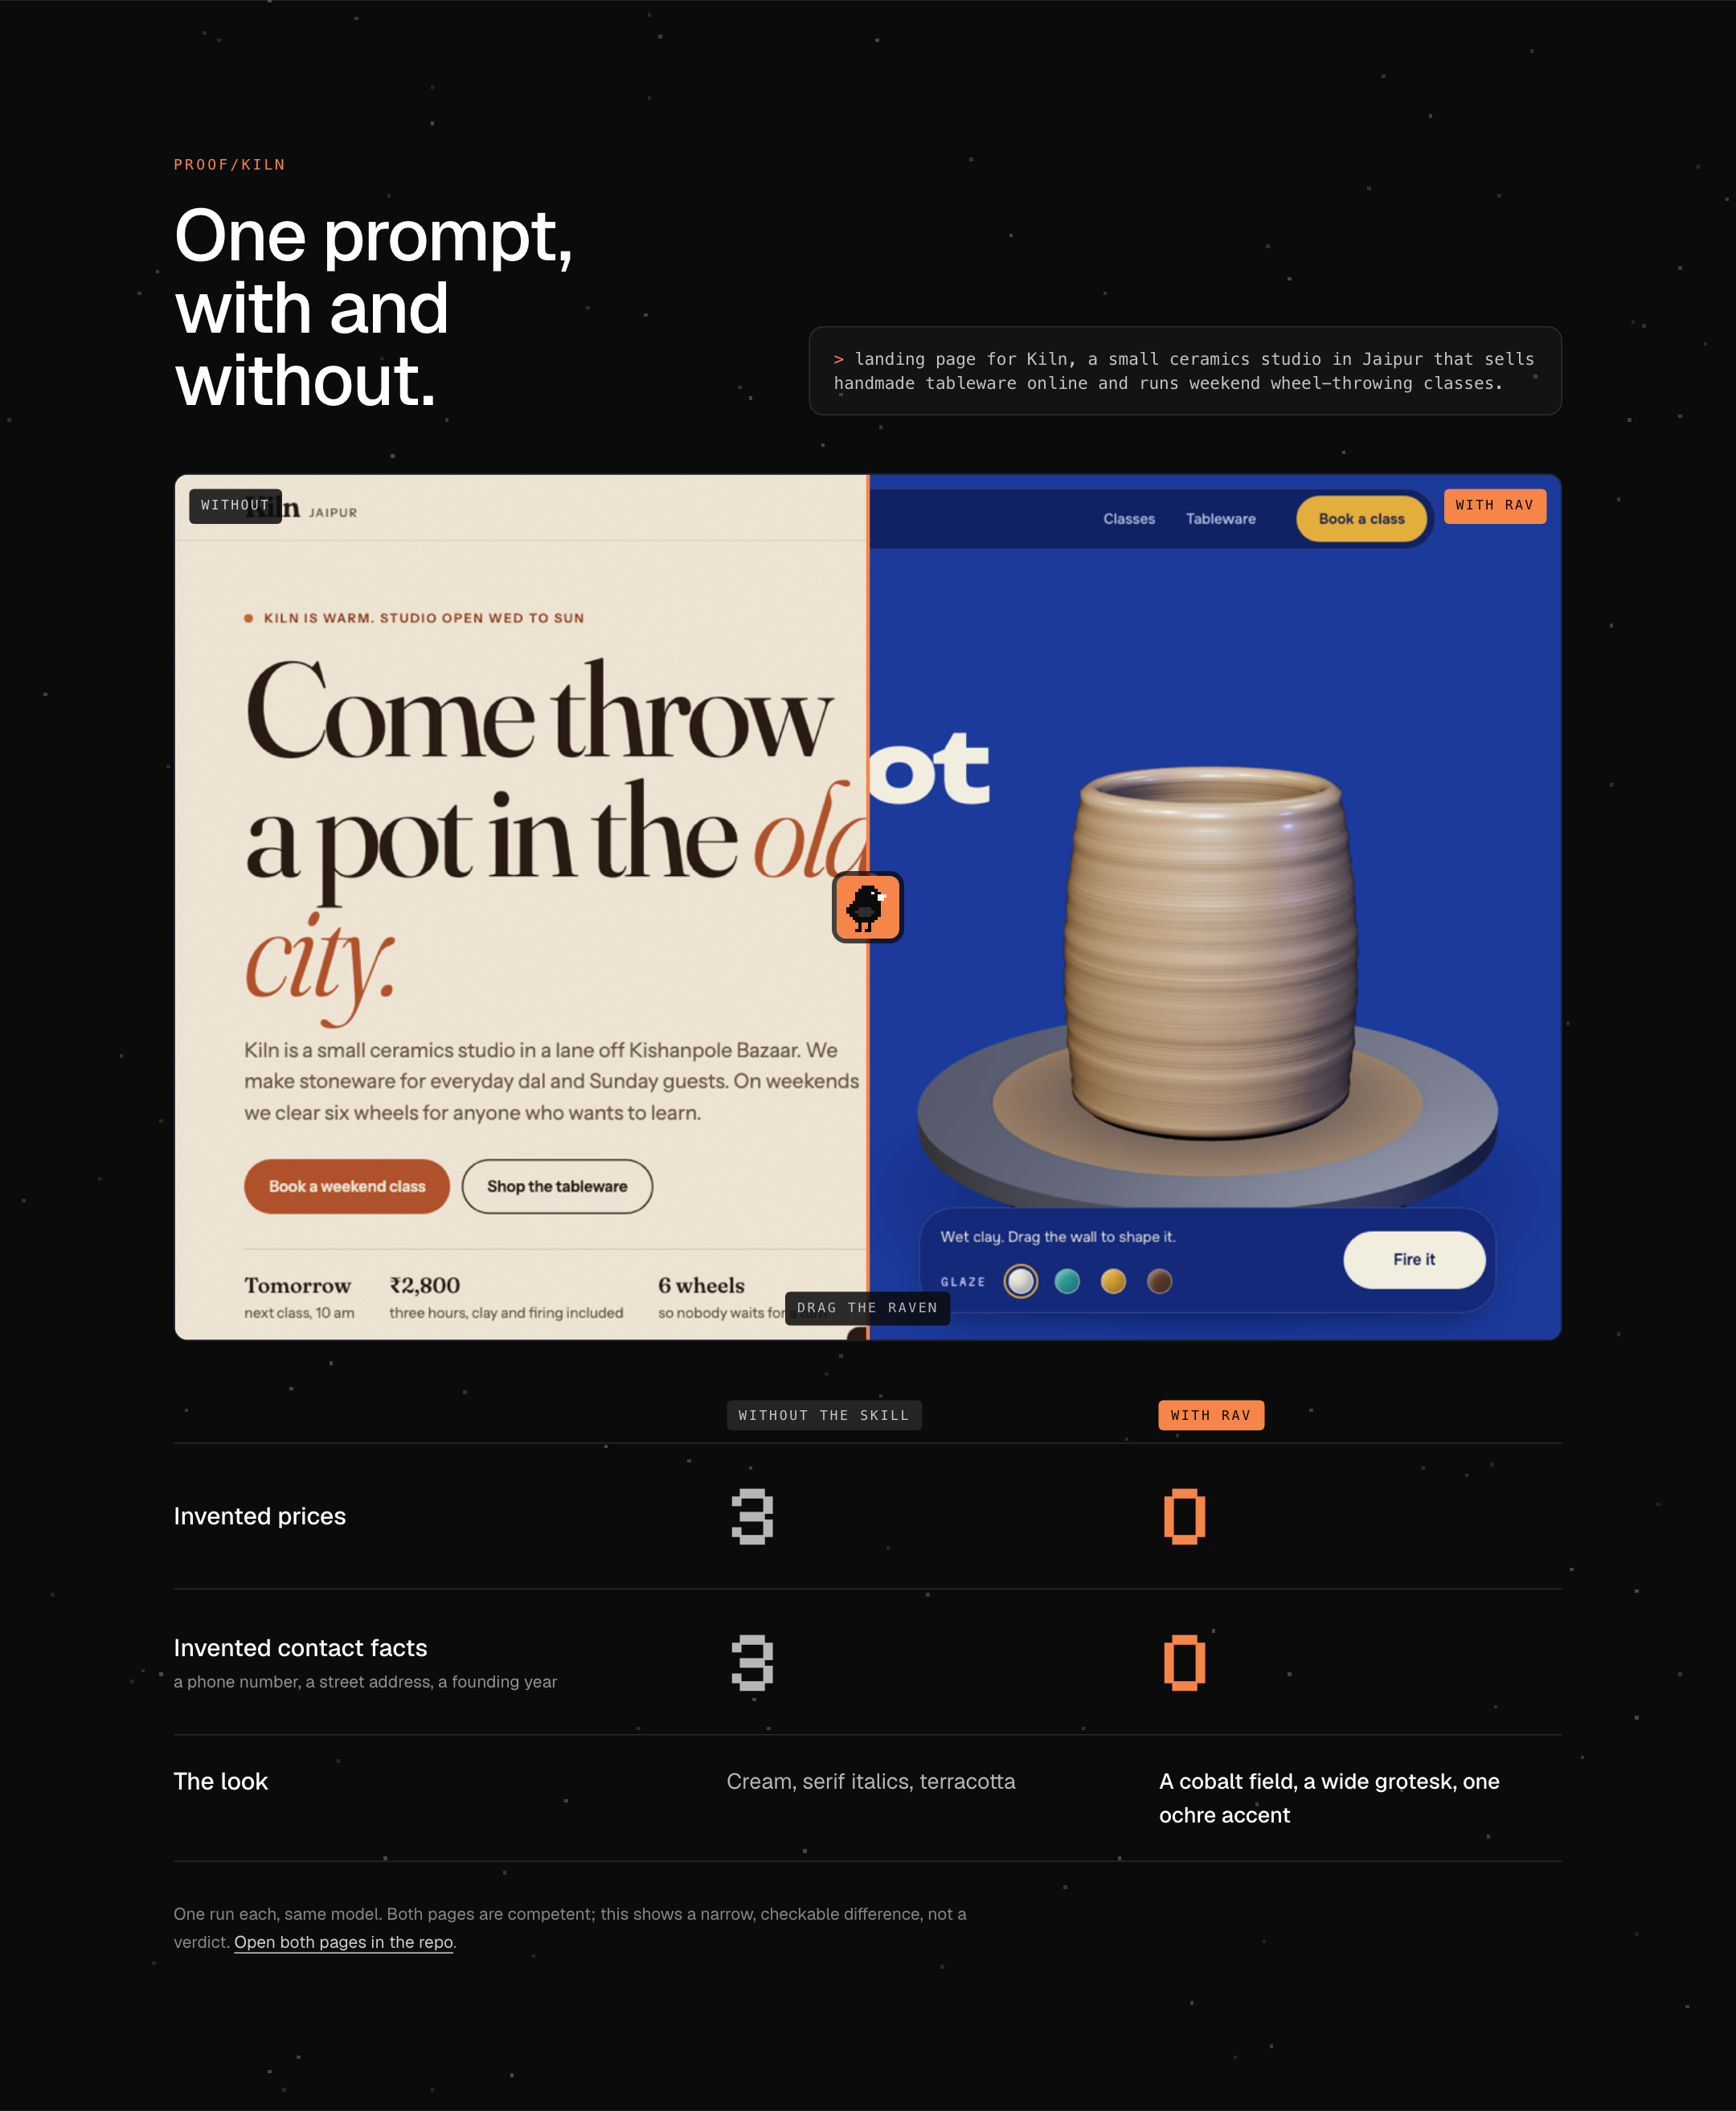 PROOF/KILN
One prompt,
with and
without.
> landing page for Kiln, a small ceramics studio in Jaipur that sells
handmade tableware online and runs weekend wheel-throwing classes.
WITHOUT
Kiln JAIPUR
Classes Tableware Book a class
WITH RAV
KILN IS WARM. STUDIO OPEN WED TO SUN
Come throw
a pot in the old
city.
ot
Kiln is a small ceramics studio in a lane off Kishanpole Bazaar. We
make stoneware for everyday dal and Sunday guests. On weekends
we clear six wheels for anyone who wants to learn.
Book a weekend class Shop the tableware
Tomorrow
next class, 10 am
₹2,800
three hours, clay and firing included
6 wheels
so nobody waits for
Wet clay. Drag the wall to shape it.
GLAZE
Fire it
DRAG THE RAVEN
WITHOUT THE SKILL WITH RAV
Invented prices 3 0
Invented contact facts 3 0
a phone number, a street address, a founding year
The look Cream, serif italics, terracotta A cobalt field, a wide grotesk, one
ochre accent
One run each, same model. Both pages are competent; this shows a narrow, checkable difference, not a
verdict. Open both pages in the repo.